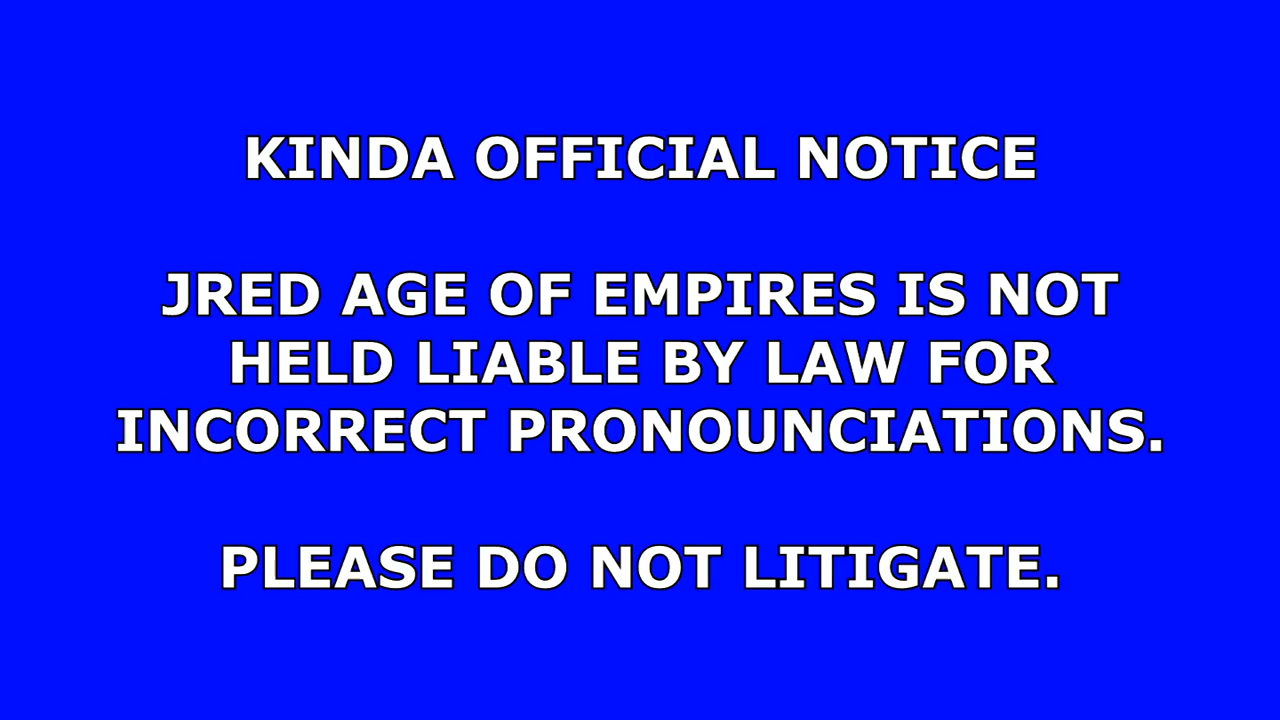 KINDA OFFICIAL NOTICE
JRED AGE OF EMPIRES IS NOT
HELD LIABLE BY LAW FOR
INCORRECT PRONOUNCIATIONS.
PLEASE DO NOT LITIGATE.